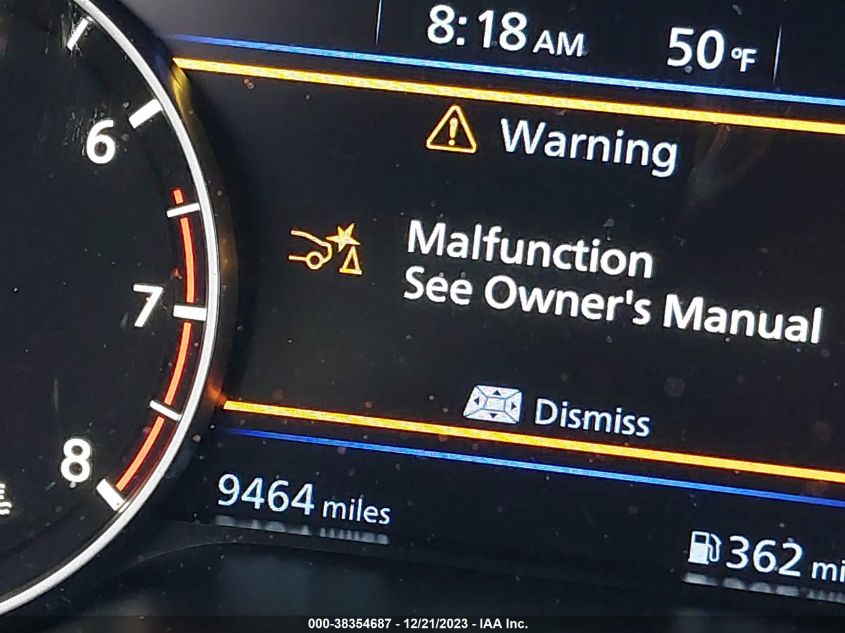 8:18 AM 50 °F
Warning
6
Malfunction
See Owner's Manual
7
Dismiss
8
9464 miles
362 mi
000-38354687 - 12/21/2023 - IAA Inc.